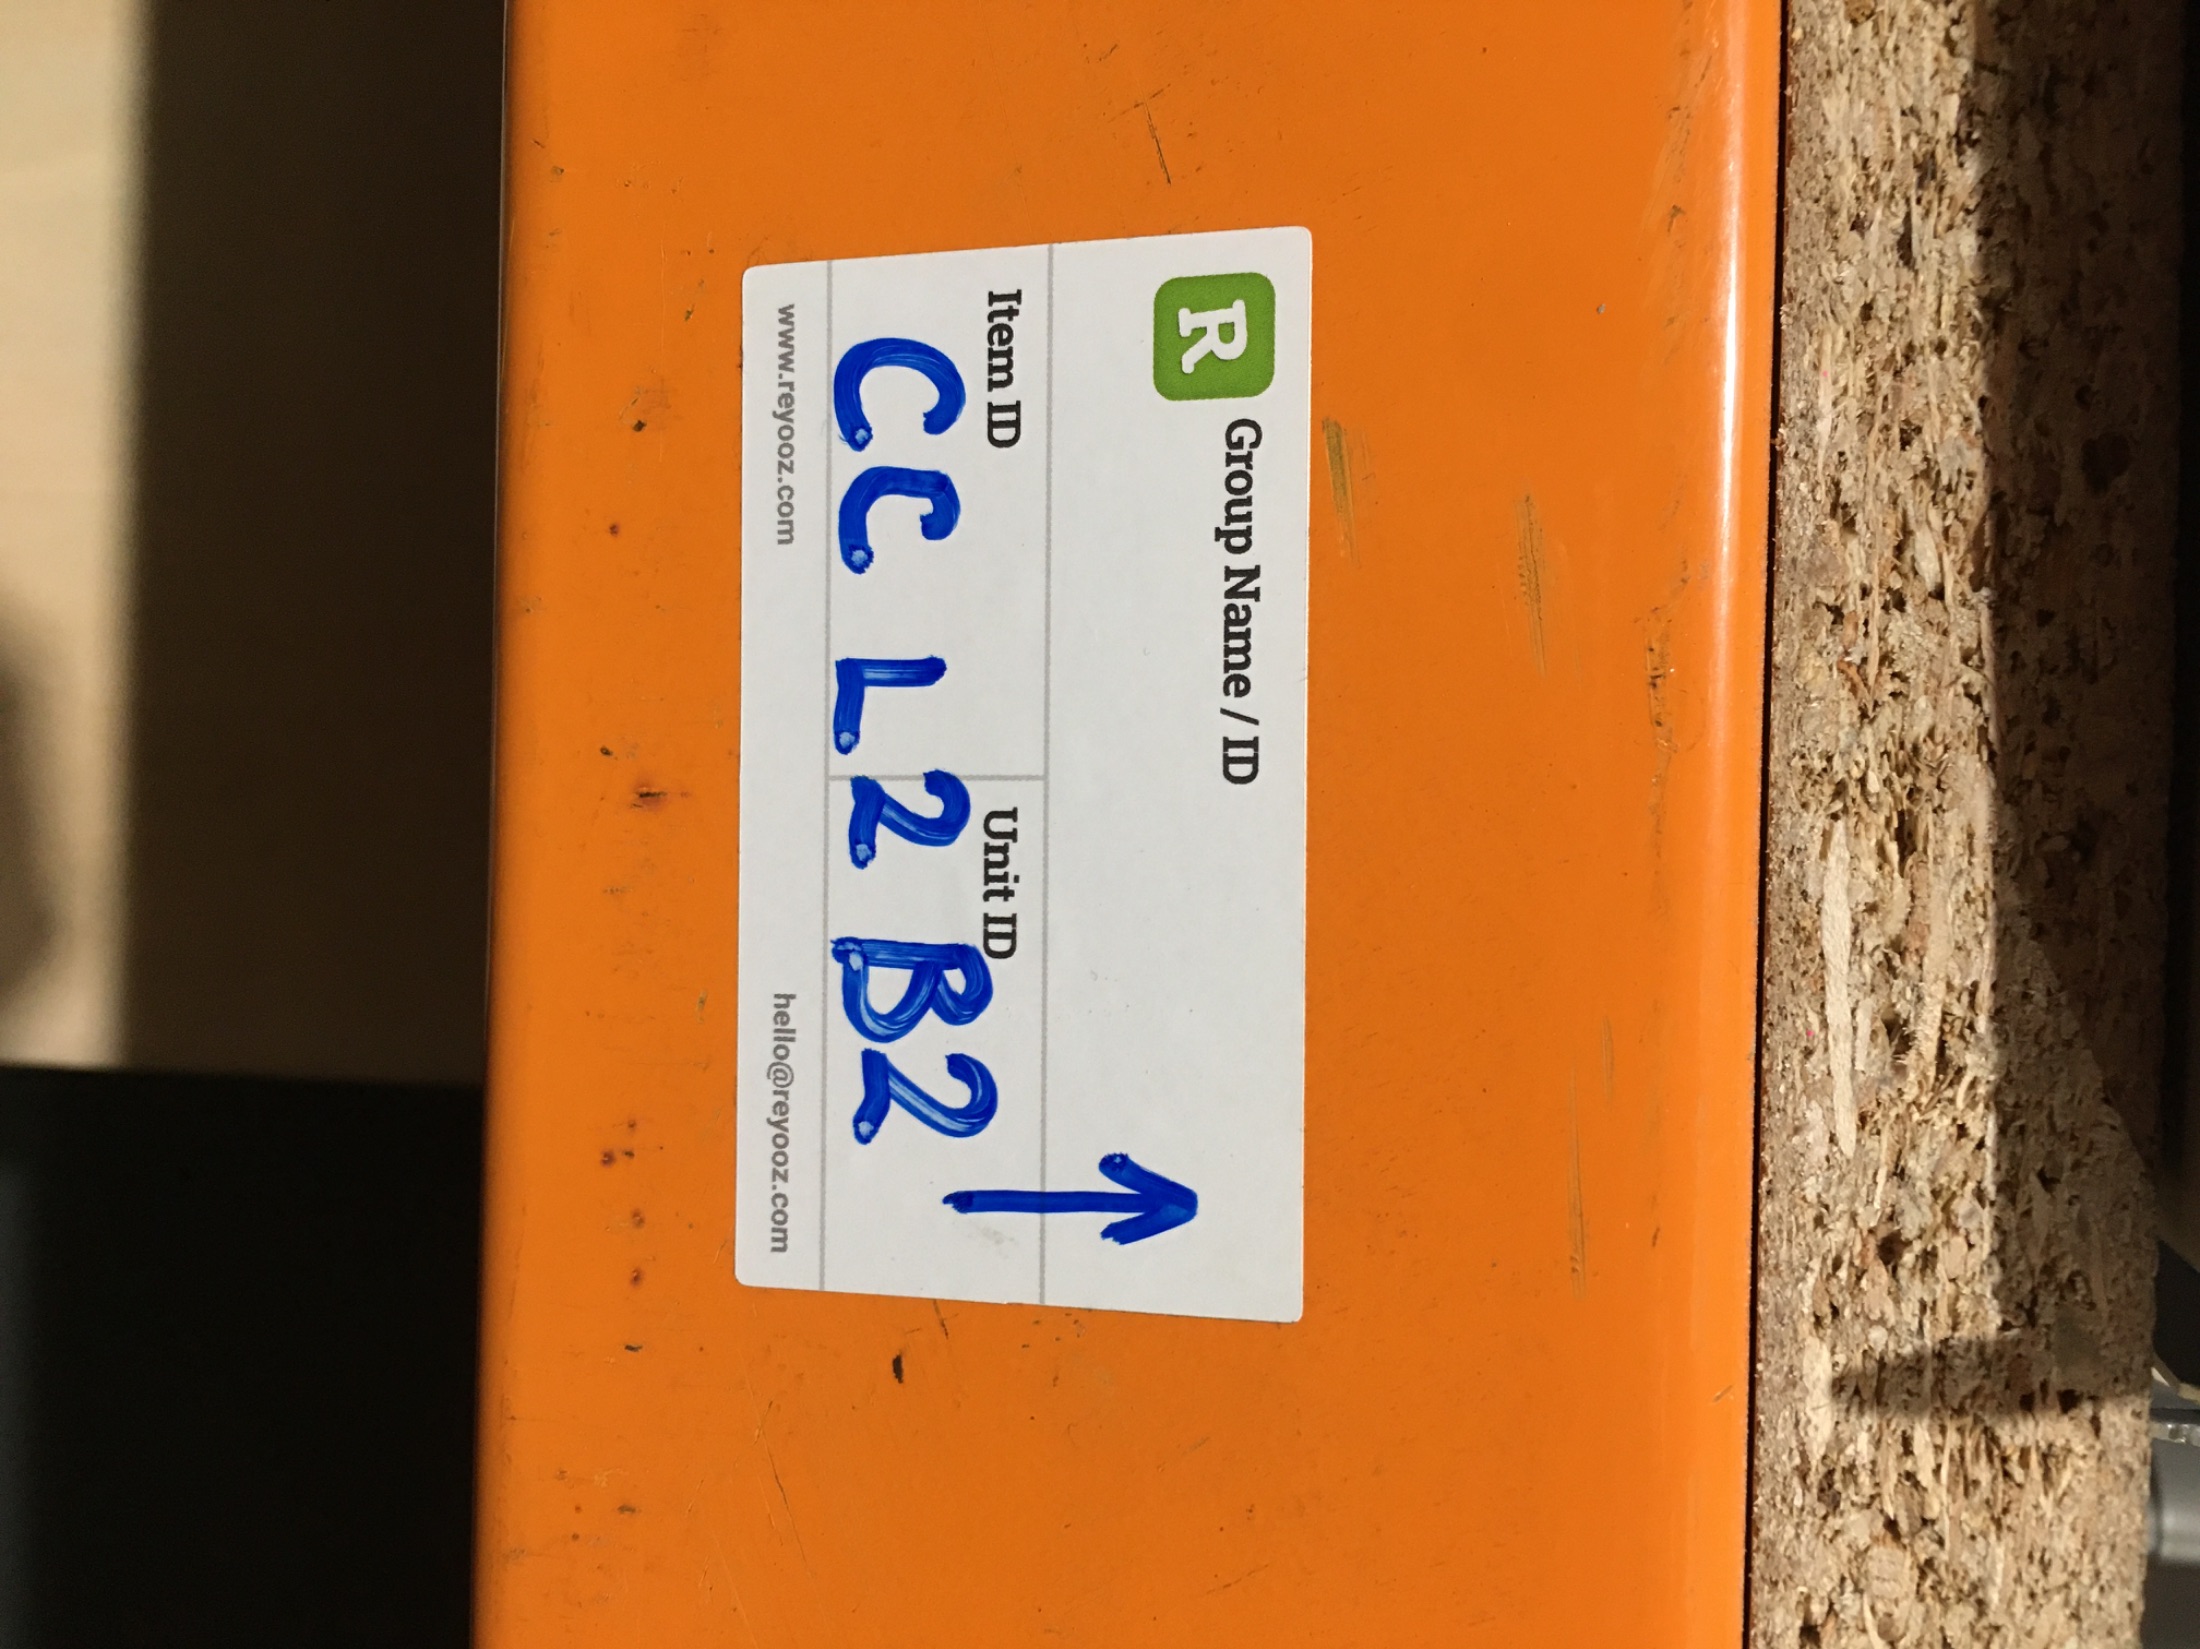 R Group Name / ID
Item ID Unit ID
CC L2 B2 ↑
www.reyooz.com hello@reyooz.com